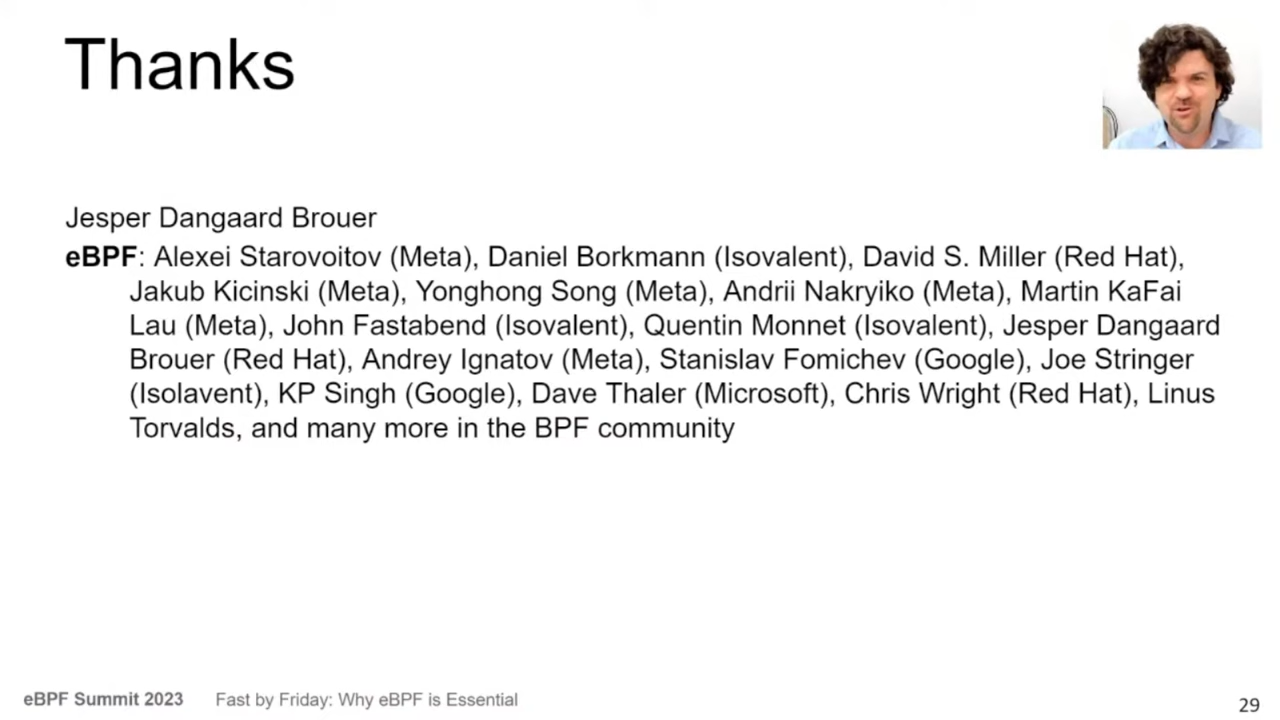 Thanks
Jesper Dangaard Brouer
eBPF: Alexei Starovoitov (Meta), Daniel Borkmann (Isovalent), David S. Miller (Red Hat),
Jakub Kicinski (Meta), Yonghong Song (Meta), Andrii Nakryiko (Meta), Martin KaFai
Lau (Meta), John Fastabend (Isovalent), Quentin Monnet (Isovalent), Jesper Dangaard
Brouer (Red Hat), Andrey Ignatov (Meta), Stanislav Fomichev (Google), Joe Stringer
(Isolavent), KP Singh (Google), Dave Thaler (Microsoft), Chris Wright (Red Hat), Linus
Torvalds, and many more in the BPF community
eBPF Summit 2023 Fast by Friday: Why eBPF is Essential
29